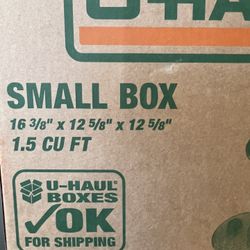 U-HA
SMALL BOX
16 3/8" x 12 5/8" x 12 5/8"
1.5 CU FT
U-HAUL®
BOXES
OK
FOR SHIPPING